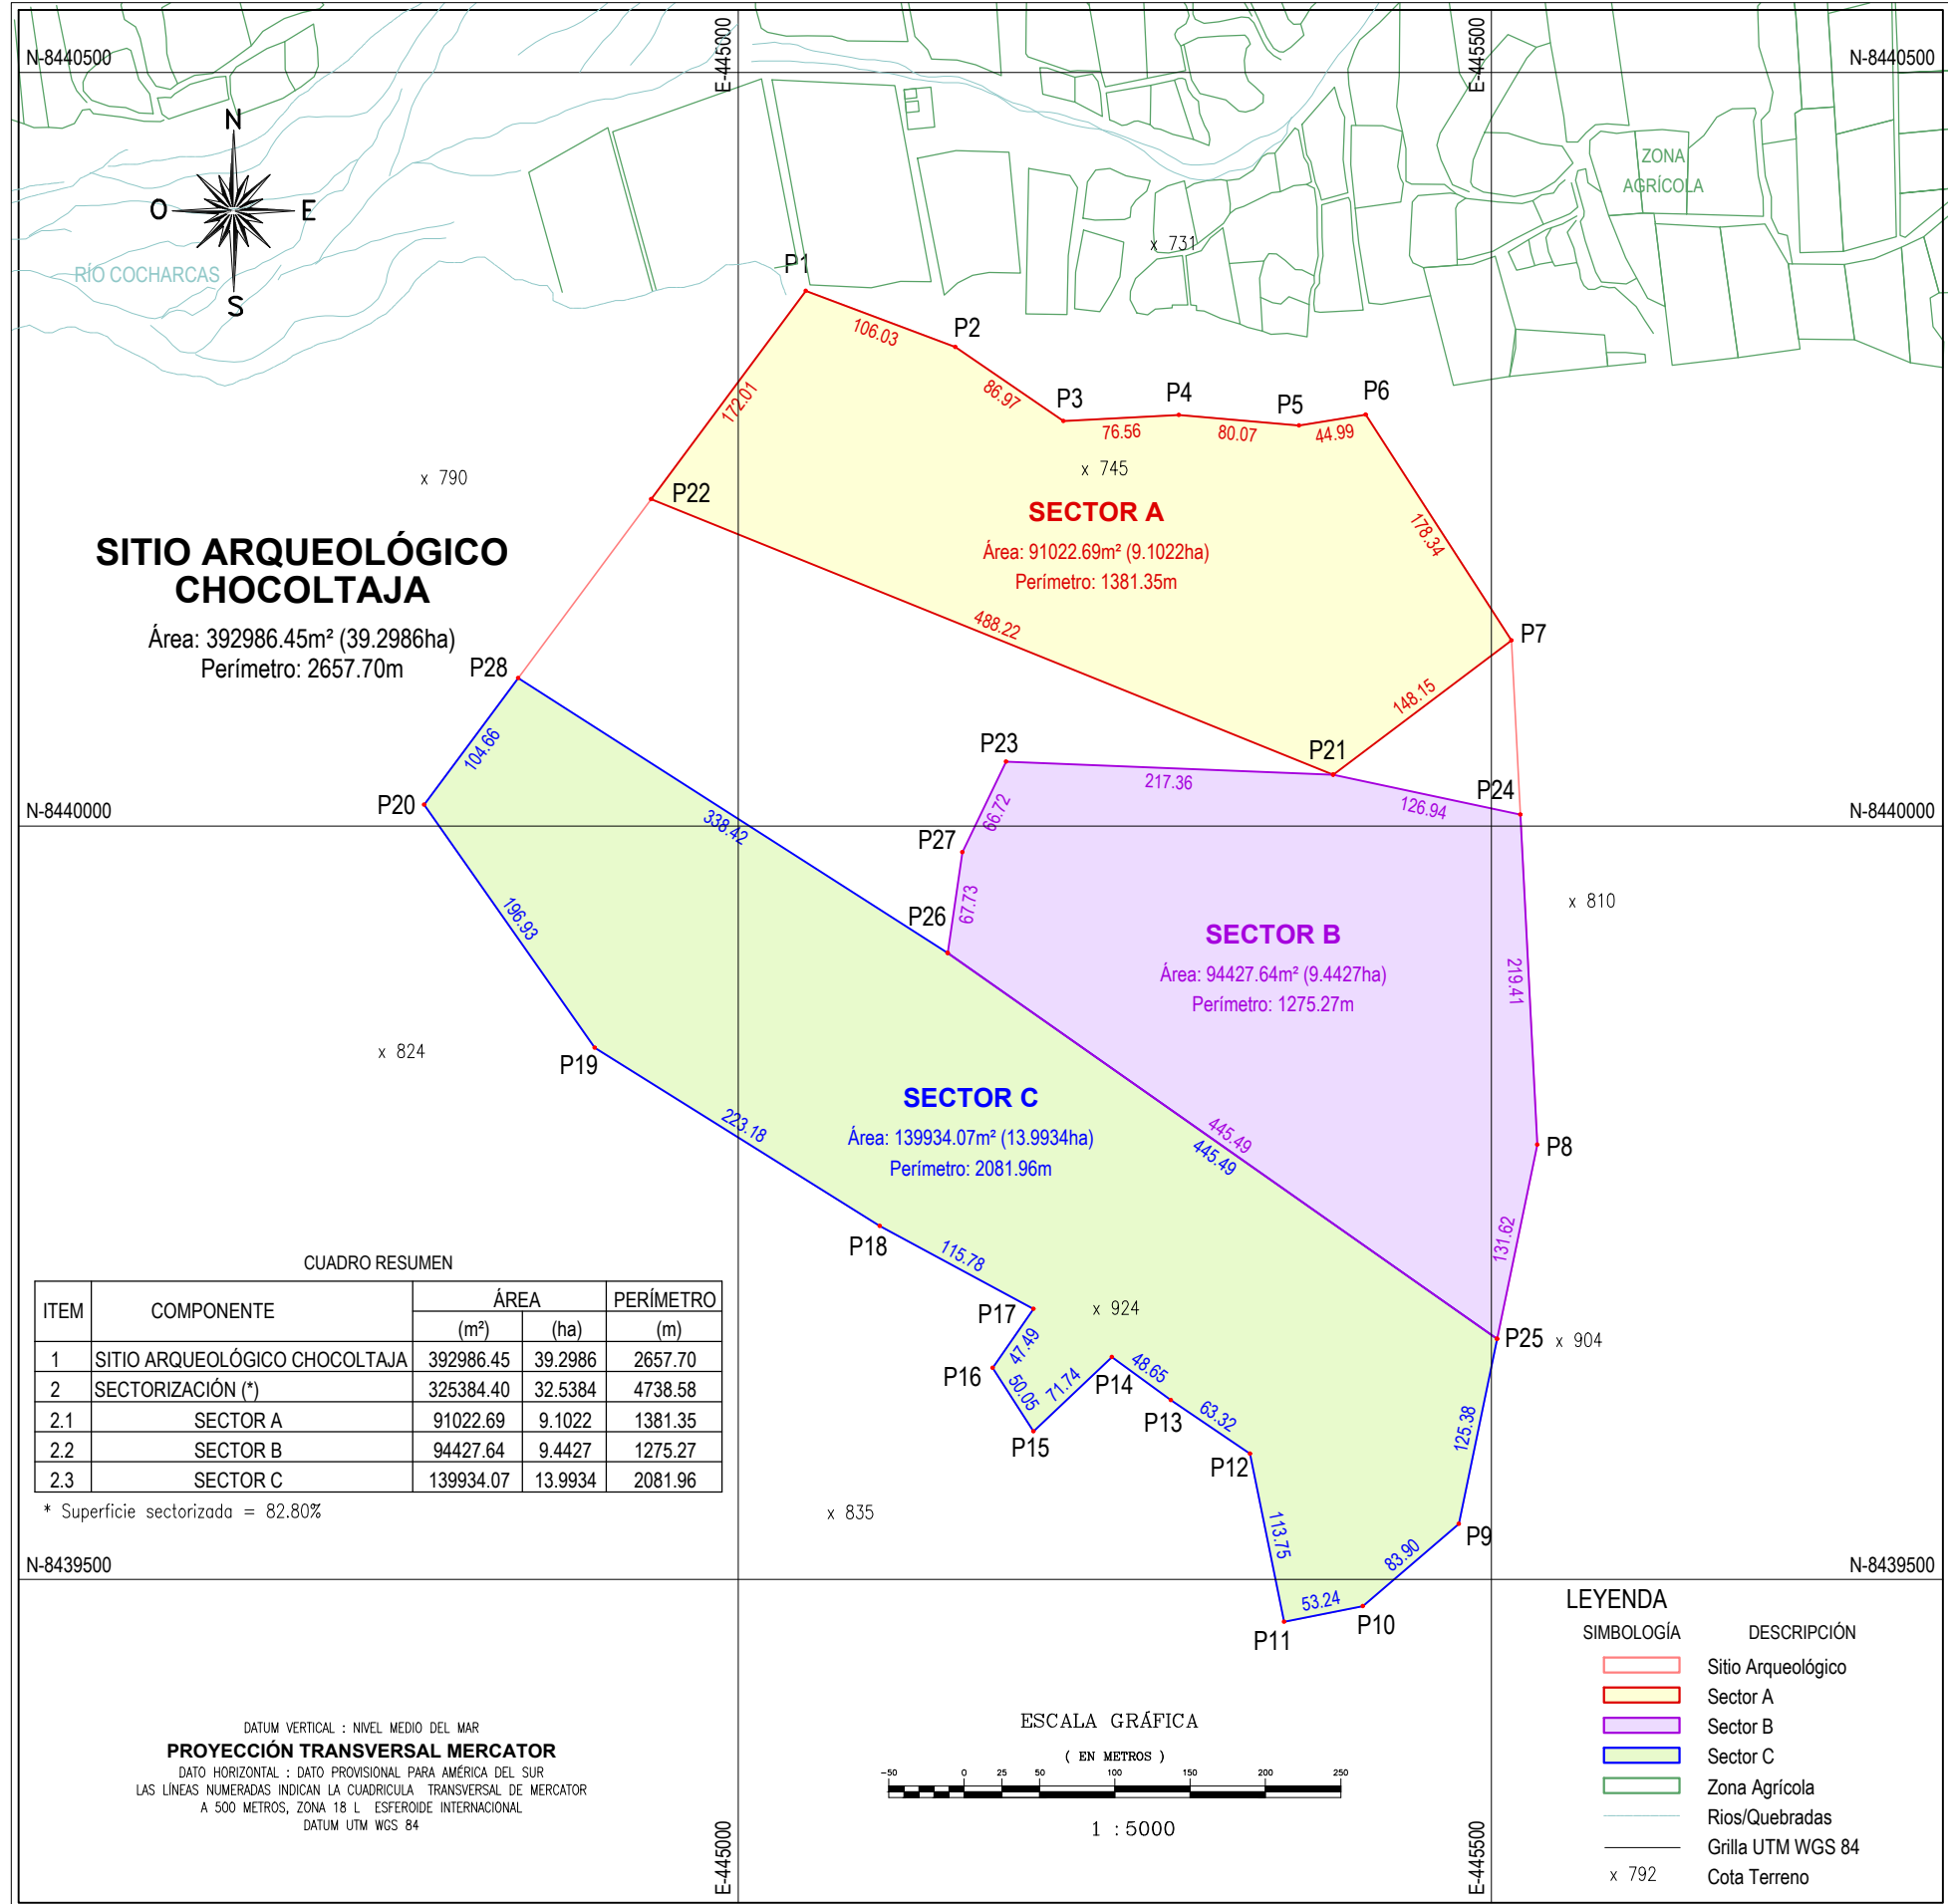 E-445000
E-445500
N-8440500
N-8440500
N
O
E
S
RÍO COCHARCAS
ZONA
AGRÍCOLA
x 731
P1
106.03
P2
86.97
P3
76.56
P4
80.07
P5
44.99
P6
172.01
178.34
x 790
P22
x 745
SECTOR A
Área: 91022.69m² (9.1022ha)
Perímetro: 1381.35m
488.22
P7
148.15
SITIO ARQUEOLÓGICO
CHOCOLTAJA
Área: 392986.45m² (39.2986ha)
Perímetro: 2657.70m
P28
104.66
P20
338.42
P23
217.36
P21
126.94
P24
66.72
P27
67.73
P26
N-8440000
N-8440000
x 810
196.93
SECTOR B
Área: 94427.64m² (9.4427ha)
Perímetro: 1275.27m
219.41
x 824
P19
223.18
SECTOR C
Área: 139934.07m² (13.9934ha)
Perímetro: 2081.96m
445.49
445.49
P8
131.62
P18
115.78
P17
x 924
47.49
P16
50.05
P15
71.74
P14
48.65
P13
63.32
P12
P25
x 904
125.38
113.75
P9
83.90
53.24
P10
P11
x 835
CUADRO RESUMEN
ITEM COMPONENTE ÁREA PERÍMETRO
(m²) (ha) (m)
1 SITIO ARQUEOLÓGICO CHOCOLTAJA 392986.45 39.2986 2657.70
2 SECTORIZACIÓN (*) 325384.40 32.5384 4738.58
2.1 SECTOR A 91022.69 9.1022 1381.35
2.2 SECTOR B 94427.64 9.4427 1275.27
2.3 SECTOR C 139934.07 13.9934 2081.96
* Superficie sectorizada = 82.80%
N-8439500
N-8439500
DATUM VERTICAL : NIVEL MEDIO DEL MAR
PROYECCIÓN TRANSVERSAL MERCATOR
DATO HORIZONTAL : DATO PROVISIONAL PARA AMÉRICA DEL SUR
LAS LÍNEAS NUMERADAS INDICAN LA CUADRICULA TRANSVERSAL DE MERCATOR
A 500 METROS, ZONA 18 L ESFEROIDE INTERNACIONAL
DATUM UTM WGS 84
ESCALA GRÁFICA
( EN METROS )
-50 0 25 50 100 150 200 250
1 : 5000
E-445000
E-445500
LEYENDA
SIMBOLOGÍA DESCRIPCIÓN
Sitio Arqueológico
Sector A
Sector B
Sector C
Zona Agrícola
Rios/Quebradas
Grilla UTM WGS 84
x 792 Cota Terreno